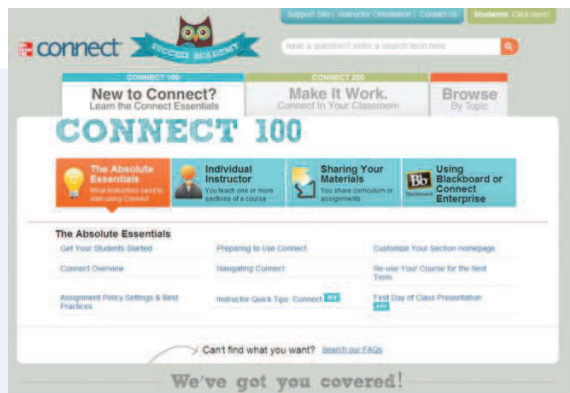 Support Site | Instructor Orientation | Contact Us
Students: Click here!
connect
SUCCESS ACADEMY
have a question? enter a search term here
CONNECT 100
New to Connect?
Learn the Connect Essentials
CONNECT 200
Make It Work.
Connect In Your Classroom
Browse
By Topic
CONNECT 100
The Absolute
Essentials
What instructors need to
start using Connect
Individual
Instructor
You teach one or more
sections of a course
Sharing Your
Materials
You share curriculum or
assignments
Bb
Blackboard
Using
Blackboard or
Connect
Enterprise
The Absolute Essentials
Get Your Students Started
Preparing to Use Connect
Customize Your Section Homepage
Connect Overview
Navigating Connect
Re-use Your Course for the Next
Term
Assignment Policy Settings & Best
Practices
Instructor Quick Tips: Connect
First Day of Class Presentation
Can't find what you want? Search our FAQs
We've got you covered!